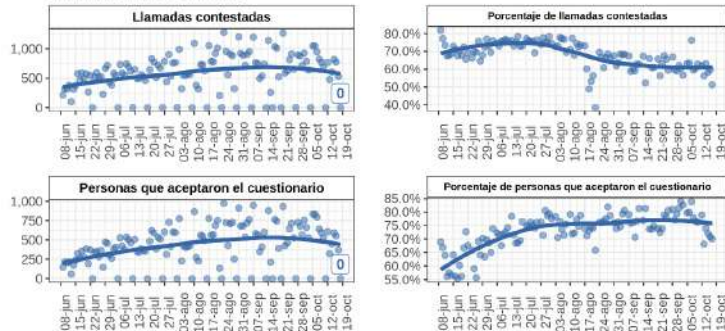 Llamadas contestadas
1,000
500
0
0
08-jun
15-jun
22-jun
29-jun
06-jul
13-jul
20-jul
27-jul
03-ago
10-ago
17-ago
24-ago
31-ago
07-sep
14-sep
21-sep
28-sep
05-oct
12-oct
19-oct
Porcentaje de llamadas contestadas
80.0%
70.0%
60.0%
50.0%
40.0%
08-jun
15-jun
22-jun
29-jun
06-jul
13-jul
20-jul
27-jul
03-ago
10-ago
17-ago
24-ago
31-ago
07-sep
14-sep
21-sep
28-sep
05-oct
12-oct
19-oct
Personas que aceptaron el cuestionario
1,000
750
500
250
0
0
08-jun
15-jun
22-jun
29-jun
06-jul
13-jul
20-jul
27-jul
03-ago
10-ago
17-ago
24-ago
31-ago
07-sep
14-sep
21-sep
28-sep
05-oct
12-oct
19-oct
Porcentaje de personas que aceptaron el cuestionario
85.0%
80.0%
75.0%
70.0%
65.0%
60.0%
55.0%
08-jun
15-jun
22-jun
29-jun
06-jul
13-jul
20-jul
27-jul
03-ago
10-ago
17-ago
24-ago
31-ago
07-sep
14-sep
21-sep
28-sep
05-oct
12-oct
19-oct